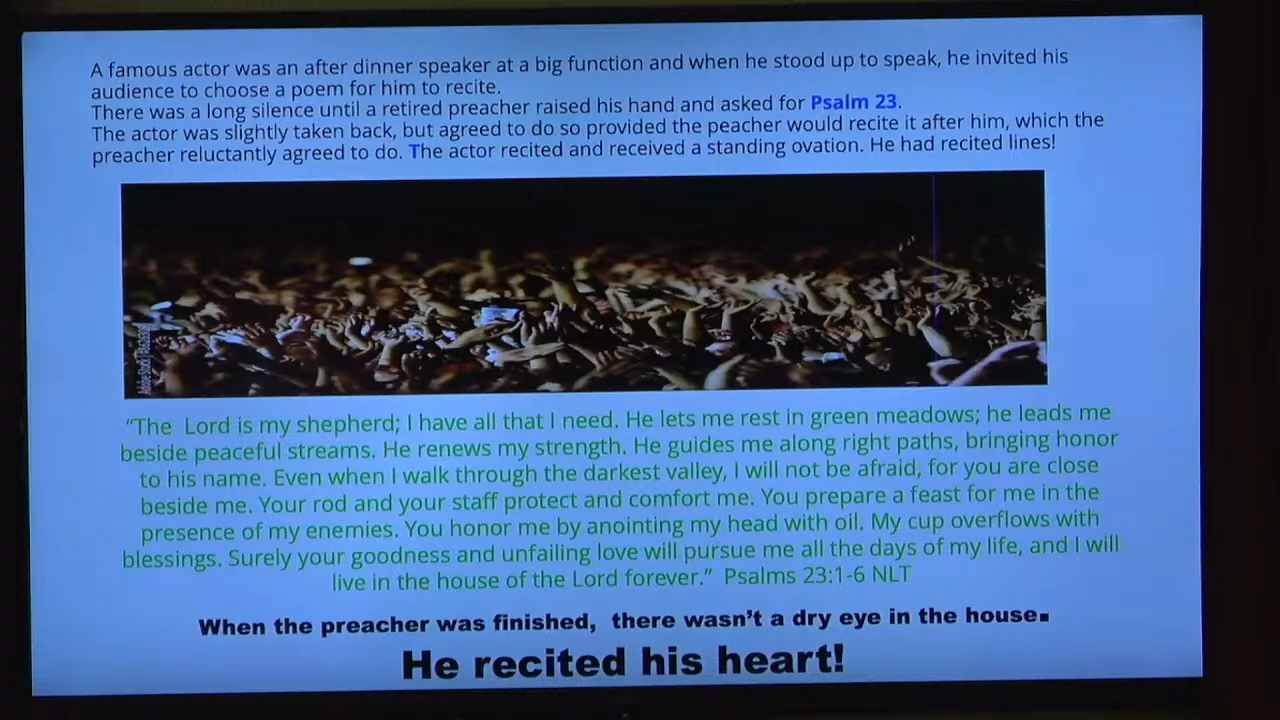 A famous actor was an after dinner speaker at a big function and when he stood up to speak, he invited his
audience to choose a poem for him to recite.
There was a long silence until a retired preacher raised his hand and asked for Psalm 23.
The actor was slightly taken back, but agreed to do so provided the peacher would recite it after him, which the
preacher reluctantly agreed to do. The actor recited and received a standing ovation. He had recited lines!
“The Lord is my shepherd; I have all that I need. He lets me rest in green meadows; he leads me
beside peaceful streams. He renews my strength. He guides me along right paths, bringing honor
to his name. Even when I walk through the darkest valley, I will not be afraid, for you are close
beside me. Your rod and your staff protect and comfort me. You prepare a feast for me in the
presence of my enemies. You honor me by anointing my head with oil. My cup overflows with
blessings. Surely your goodness and unfailing love will pursue me all the days of my life, and I will
live in the house of the Lord forever.” Psalms 23:1-6 NLT
When the preacher was finished, there wasn’t a dry eye in the house.
He recited his heart!